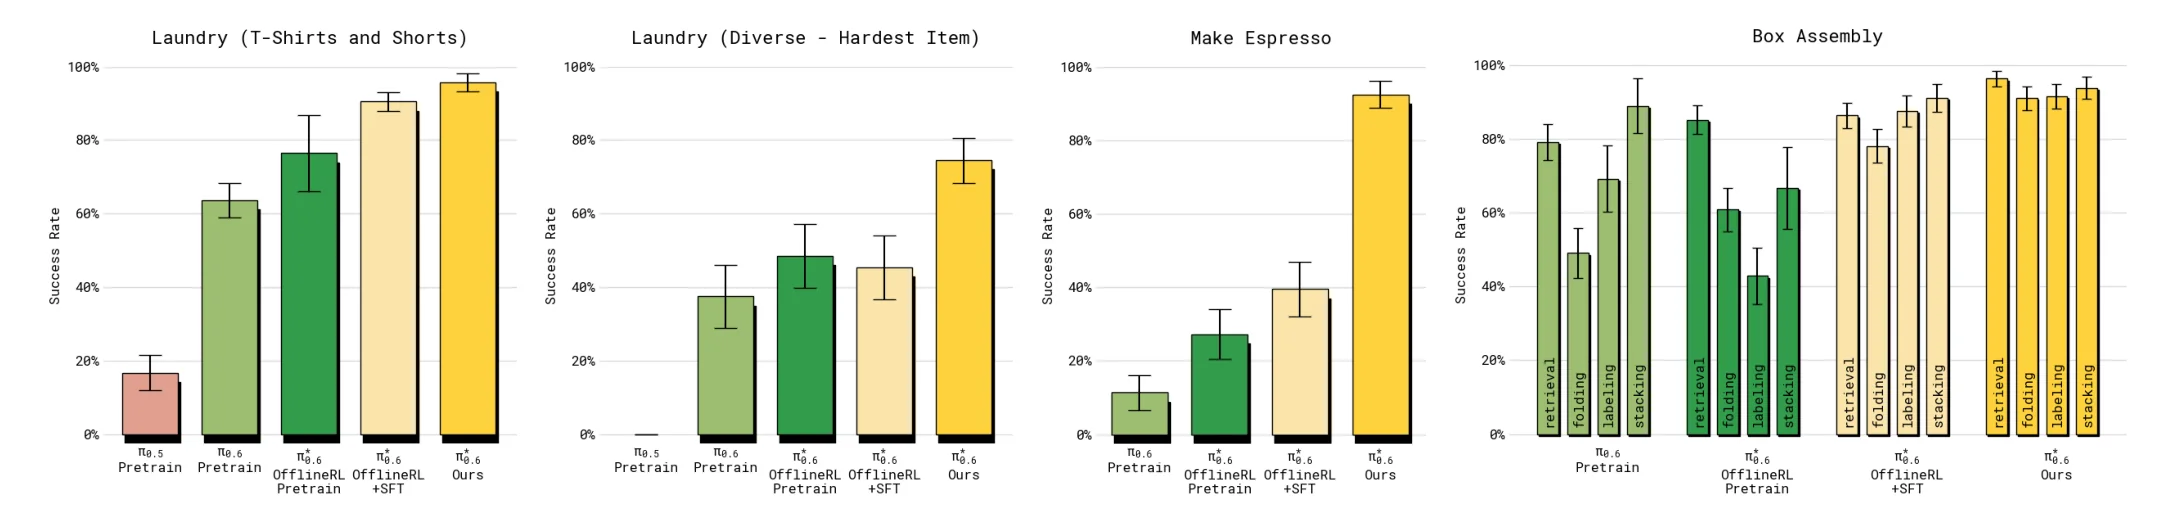 Laundry (T-Shirts and Shorts)
100%
80%
60%
40%
20%
0%
Success Rate
π0.5
Pretrain
π0.6
Pretrain
π*0.6
OfflineRL
Pretrain
π*0.6
OfflineRL
+SFT
π*0.6
Ours
Laundry (Diverse - Hardest Item)
100%
80%
60%
40%
20%
0%
Success Rate
π0.5
Pretrain
π0.6
Pretrain
π*0.6
OfflineRL
Pretrain
π*0.6
OfflineRL
+SFT
π*0.6
Ours
Make Espresso
100%
80%
60%
40%
20%
0%
Success Rate
π0.6
Pretrain
π*0.6
OfflineRL
Pretrain
π*0.6
OfflineRL
+SFT
π*0.6
Ours
Box Assembly
100%
80%
60%
40%
20%
0%
Success Rate
retrieval
folding
labeling
stacking
retrieval
folding
labeling
stacking
retrieval
folding
labeling
stacking
retrieval
folding
labeling
stacking
π0.6
Pretrain
π*0.6
OfflineRL
Pretrain
π*0.6
OfflineRL
+SFT
π*0.6
Ours